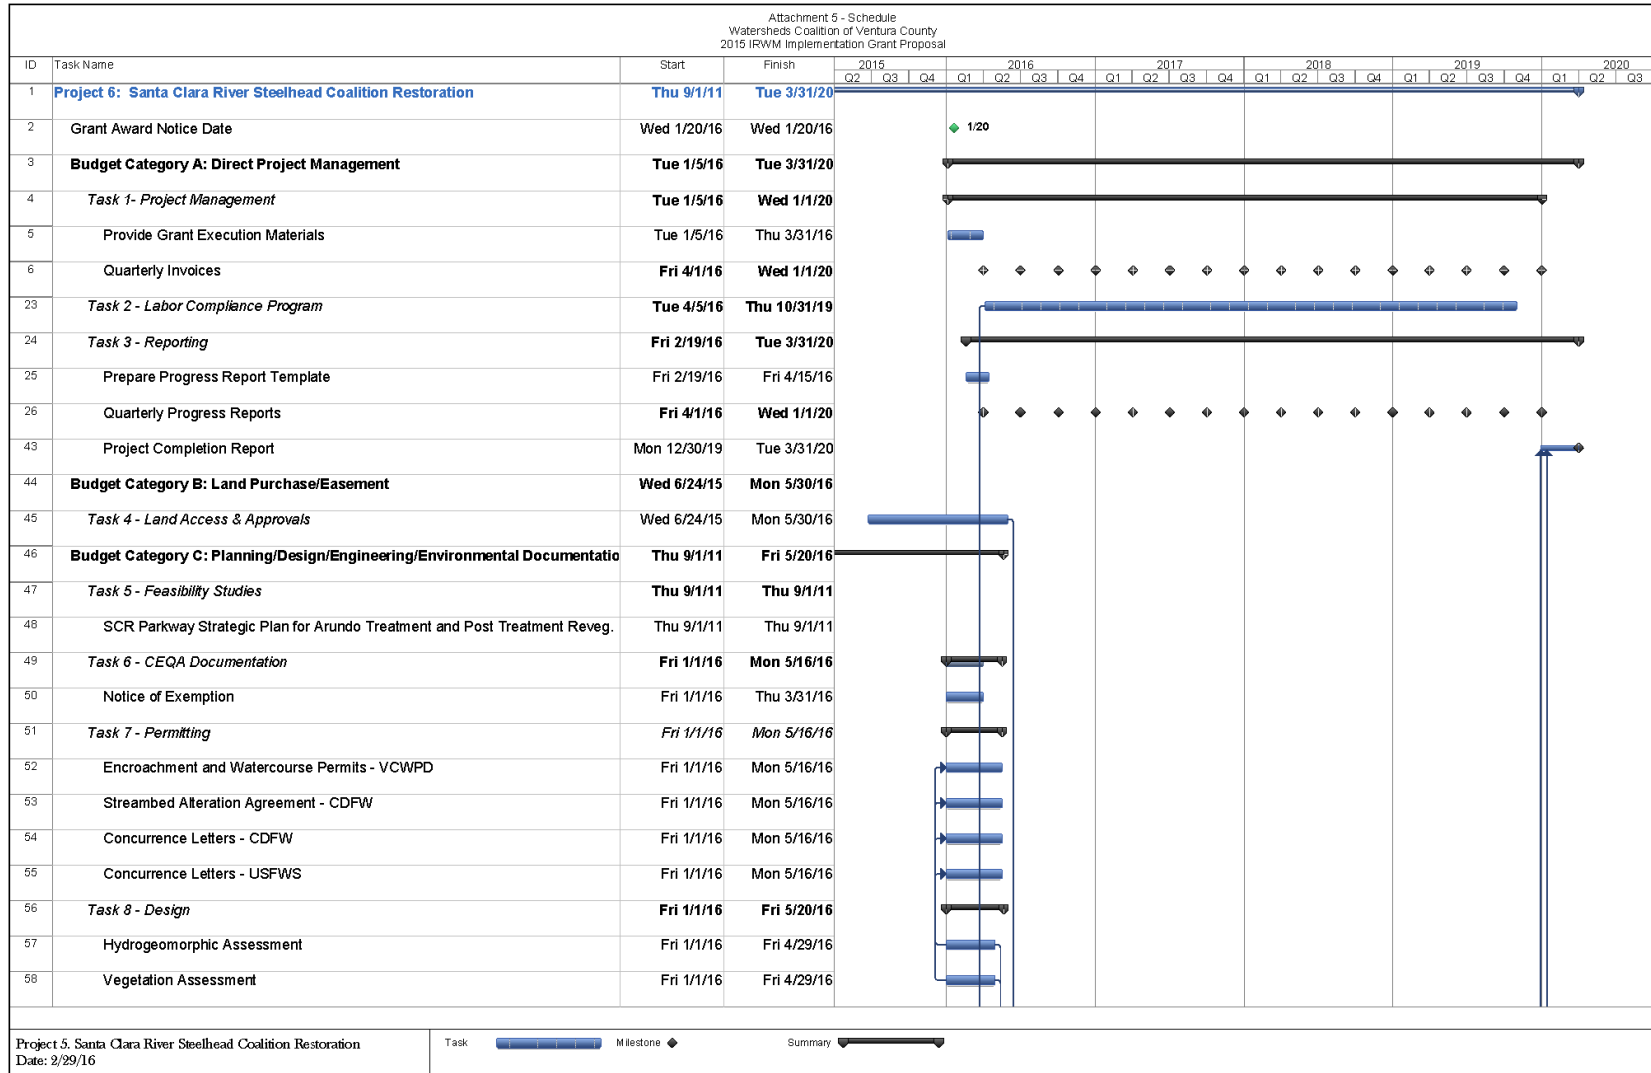 Attachment 5 - Schedule
Watersheds Coalition of Ventura County
2015 IRWM Implementation Grant Proposal
ID Task Name Start Finish 2015 2016 2017 2018 2019 2020
Q2 Q3 Q4 Q1 Q2 Q3 Q4 Q1 Q2 Q3 Q4 Q1 Q2 Q3 Q4 Q1 Q2 Q3 Q4 Q1 Q2 Q3
1 Project 6: Santa Clara River Steelhead Coalition Restoration Thu 9/1/11 Tue 3/31/20
2 Grant Award Notice Date Wed 1/20/16 Wed 1/20/16 1/20
3 Budget Category A: Direct Project Management Tue 1/5/16 Tue 3/31/20
4 Task 1- Project Management Tue 1/5/16 Wed 1/1/20
5 Provide Grant Execution Materials Tue 1/5/16 Thu 3/31/16
6 Quarterly Invoices Fri 4/1/16 Wed 1/1/20
23 Task 2 - Labor Compliance Program Tue 4/5/16 Thu 10/31/19
24 Task 3 - Reporting Fri 2/19/16 Tue 3/31/20
25 Prepare Progress Report Template Fri 2/19/16 Fri 4/15/16
26 Quarterly Progress Reports Fri 4/1/16 Wed 1/1/20
43 Project Completion Report Mon 12/30/19 Tue 3/31/20
44 Budget Category B: Land Purchase/Easement Wed 6/24/15 Mon 5/30/16
45 Task 4 - Land Access & Approvals Wed 6/24/15 Mon 5/30/16
46 Budget Category C: Planning/Design/Engineering/Environmental Documentatio Thu 9/1/11 Fri 5/20/16
47 Task 5 - Feasibility Studies Thu 9/1/11 Thu 9/1/11
48 SCR Parkway Strategic Plan for Arundo Treatment and Post Treatment Reveg. Thu 9/1/11 Thu 9/1/11
49 Task 6 - CEQA Documentation Fri 1/1/16 Mon 5/16/16
50 Notice of Exemption Fri 1/1/16 Thu 3/31/16
51 Task 7 - Permitting Fri 1/1/16 Mon 5/16/16
52 Encroachment and Watercourse Permits - VCWPD Fri 1/1/16 Mon 5/16/16
53 Streambed Alteration Agreement - CDFW Fri 1/1/16 Mon 5/16/16
54 Concurrence Letters - CDFW Fri 1/1/16 Mon 5/16/16
55 Concurrence Letters - USFWS Fri 1/1/16 Mon 5/16/16
56 Task 8 - Design Fri 1/1/16 Fri 5/20/16
57 Hydrogeomorphic Assessment Fri 1/1/16 Fri 4/29/16
58 Vegetation Assessment Fri 1/1/16 Fri 4/29/16
Project 5. Santa Clara River Steelhead Coalition Restoration Task Milestone Summary
Date: 2/29/16